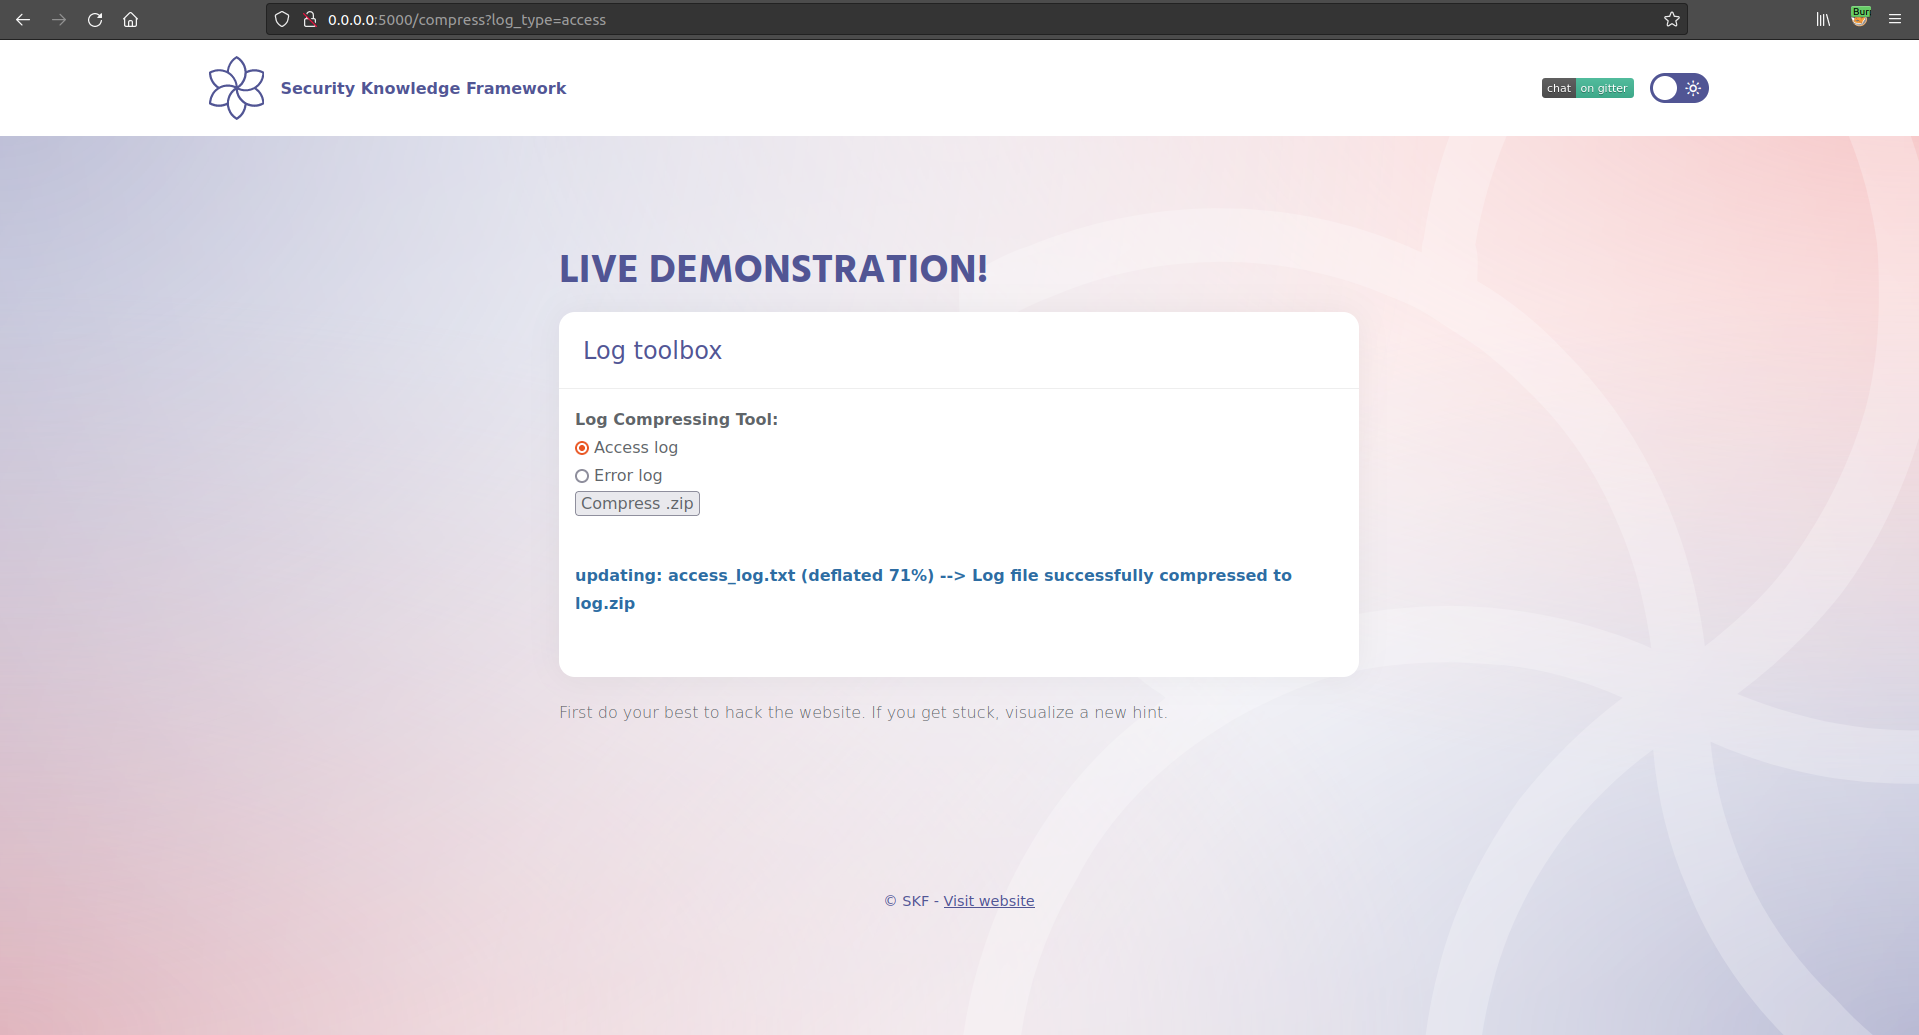 0.0.0.0:5000/compress?log_type=access
Security Knowledge Framework
chat on gitter
LIVE DEMONSTRATION!
Log toolbox
Log Compressing Tool:
Access log
Error log
Compress .zip
updating: access_log.txt (deflated 71%) --> Log file successfully compressed to
log.zip
First do your best to hack the website. If you get stuck, visualize a new hint.
© SKF - Visit website